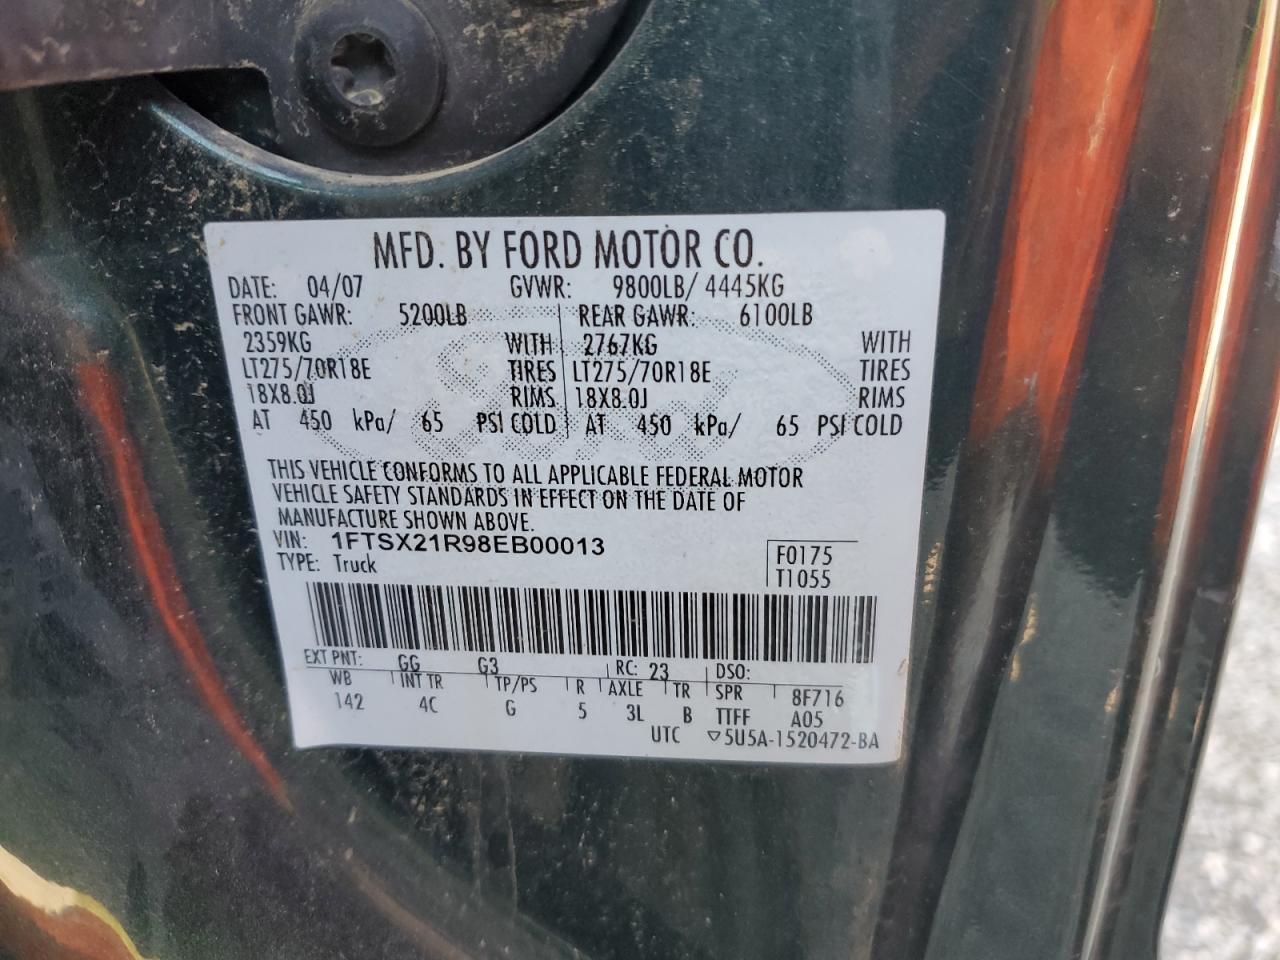 MFD. BY FORD MOTOR CO.
DATE: 04/07 GVWR: 9800LB/ 4445KG
FRONT GAWR: 5200LB REAR GAWR: 6100LB
2359KG WITH 2767KG WITH
LT275/70R18E TIRES LT275/70R18E TIRES
18X8.0J RIMS 18X8.0J RIMS
AT 450 kPa/ 65 PSI COLD AT 450 kPa/ 65 PSI COLD
THIS VEHICLE CONFORMS TO ALL APPLICABLE FEDERAL MOTOR
VEHICLE SAFETY STANDARDS IN EFFECT ON THE DATE OF
MANUFACTURE SHOWN ABOVE.
VIN: 1FTSX21R98EB00013
TYPE: Truck
F0175
T1055
EXT PNT: GG G3 RC: 23 DSO:
WB INT TR TP/PS R AXLE TR SPR 8F716
142 4C G 5 3L B TTFF A05
UTC ▽5U5A-1520472-BA